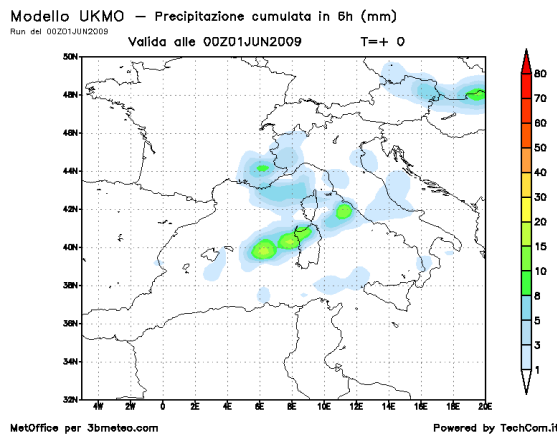 Modello UKMO – Precipitazione cumulata in 6h (mm)
Run del 00Z01JUN2009
Valida alle 00Z01JUN2009 T=+ 0
50N
48N
46N
44N
42N
40N
38N
36N
34N
32N
4W 2W 0 2E 4E 6E 8E 10E 12E 14E 16E 18E 20E
80
70
60
50
40
30
20
15
10
8
5
3
1
MetOffice per 3bmeteo.com
Powered by TechCom.it